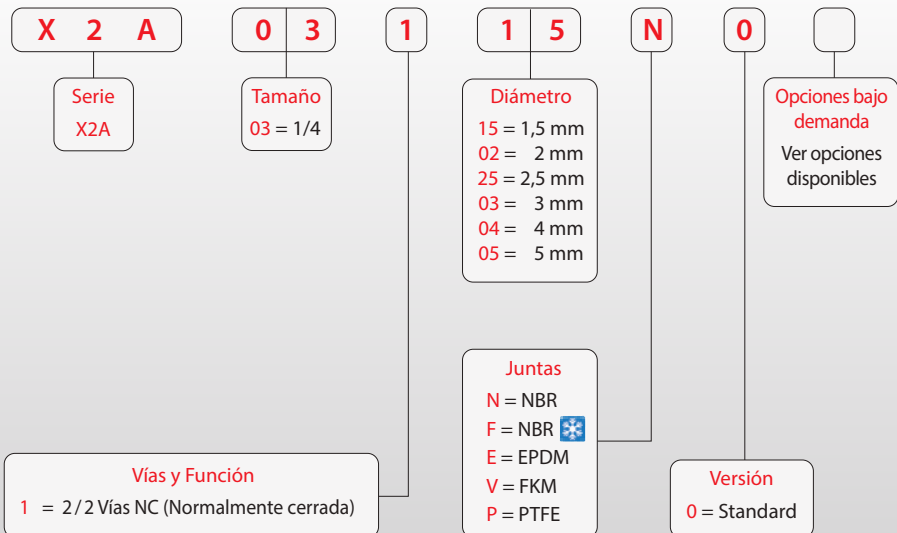 X 2 A 0 3 1 1 5 N 0
Serie
X2A
Tamaño
03 = 1/4
Diámetro
15 = 1,5 mm
02 = 2 mm
25 = 2,5 mm
03 = 3 mm
04 = 4 mm
05 = 5 mm
Opciones bajo
demanda
Ver opciones
disponibles
Juntas
N = NBR
F = NBR
E = EPDM
V = FKM
P = PTFE
Vías y Función
1 = 2/2 Vías NC (Normalmente cerrada)
Versión
0 = Standard